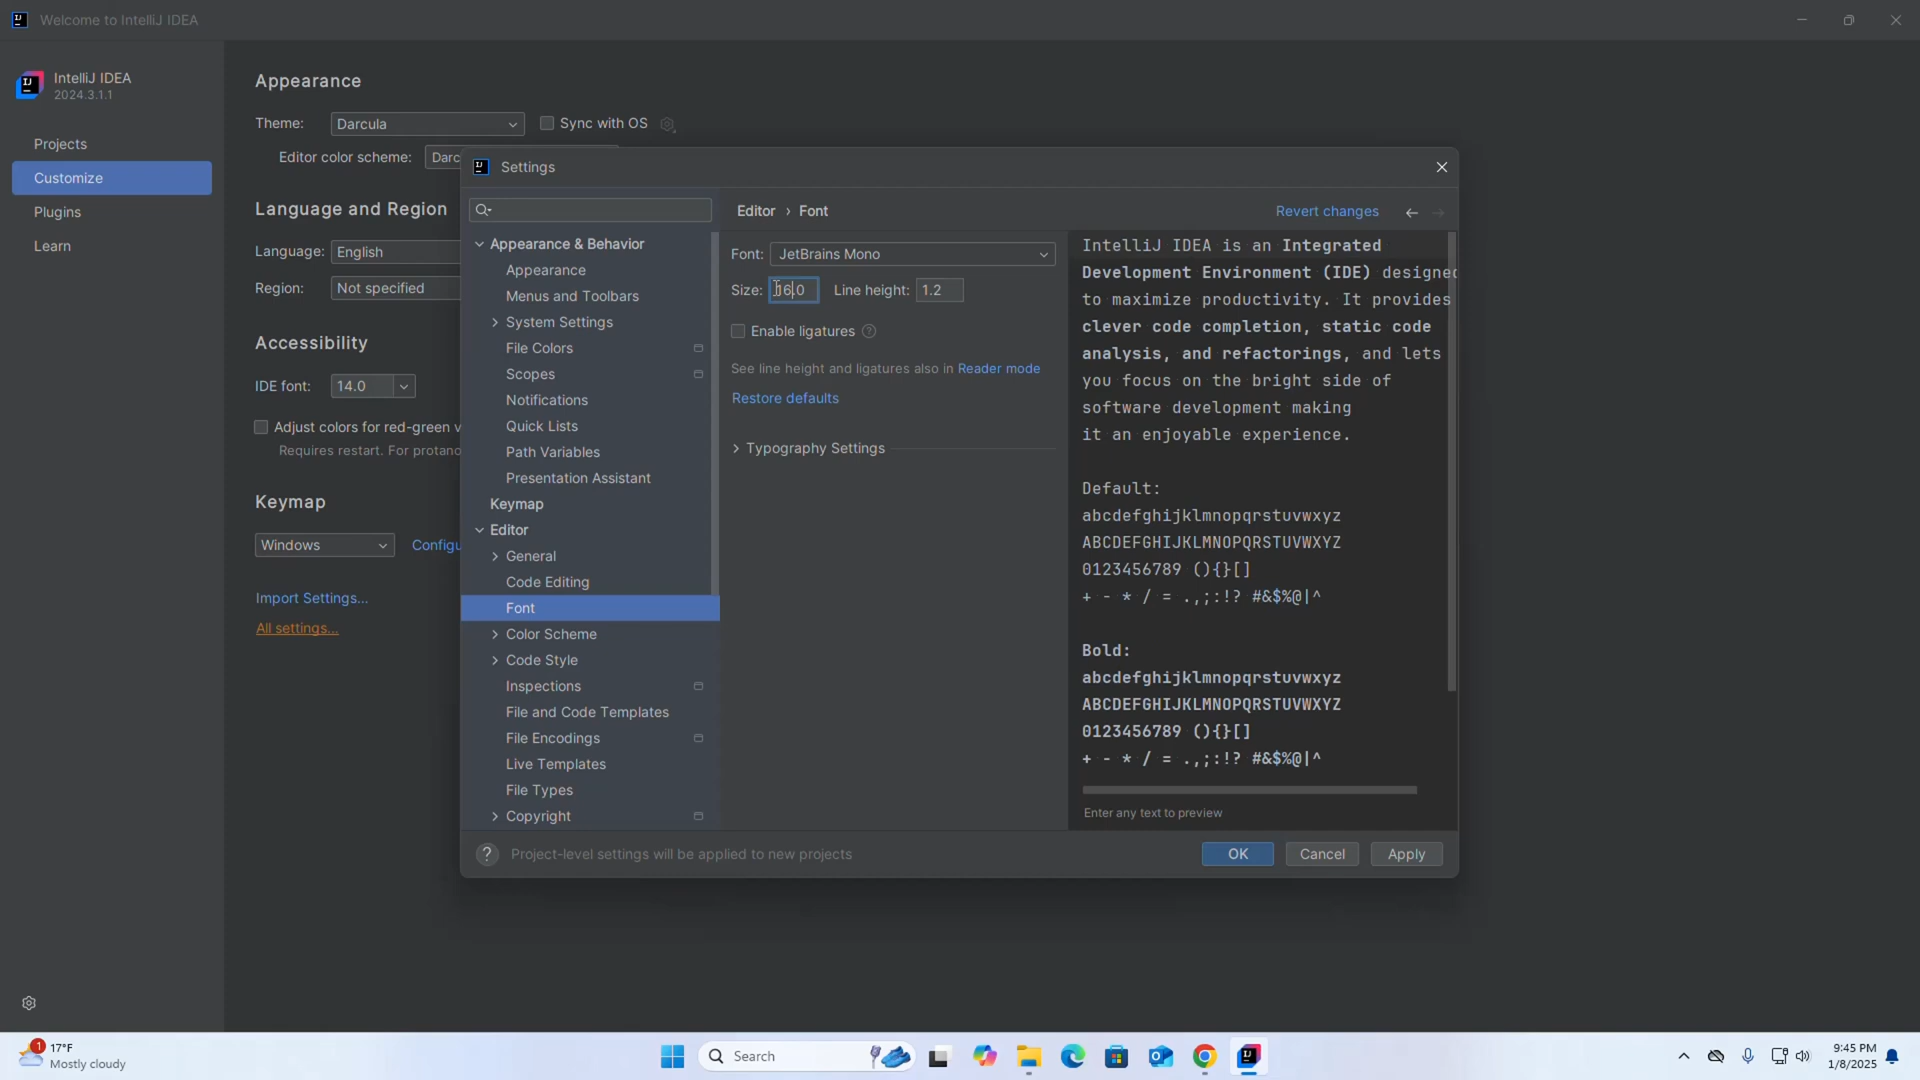 Welcome to IntelliJ IDEA
IntelliJ IDEA
2024.3.1.1
Projects
Customize
Plugins
Learn
Appearance
Theme: Darcula Sync with OS
Editor color scheme: Darc
Language and Region
Language: English
Region: Not specified
Accessibility
IDE font: 14.0
Adjust colors for red-green v
Requires restart. For protano
Keymap
Windows Configu
Import Settings...
All settings...
Settings
Appearance & Behavior
Appearance
Menus and Toolbars
System Settings
File Colors
Scopes
Notifications
Quick Lists
Path Variables
Presentation Assistant
Keymap
Editor
General
Code Editing
Font
Color Scheme
Code Style
Inspections
File and Code Templates
File Encodings
Live Templates
File Types
Copyright
Editor › Font
Revert changes
Font: JetBrains Mono
Size: 16.0 Line height: 1.2
Enable ligatures
See line height and ligatures also in Reader mode
Restore defaults
Typography Settings
IntelliJ IDEA is an Integrated
Development Environment (IDE) designed
to maximize productivity. It provides
clever code completion, static code
analysis, and refactorings, and lets
you focus on the bright side of
software development making
it an enjoyable experience.
Default:
abcdefghijklmnopqrstuvwxyz
ABCDEFGHIJKLMNOPQRSTUVWXYZ
0123456789 (){}[]
+ - * / = .,;:!? #&$%@|^
Bold:
abcdefghijklmnopqrstuvwxyz
ABCDEFGHIJKLMNOPQRSTUVWXYZ
0123456789 (){}[]
+ - * / = .,;:!? #&$%@|^
Enter any text to preview
? Project-level settings will be applied to new projects
OK Cancel Apply
1 17°F
Mostly cloudy
Search
9:45 PM
1/8/2025